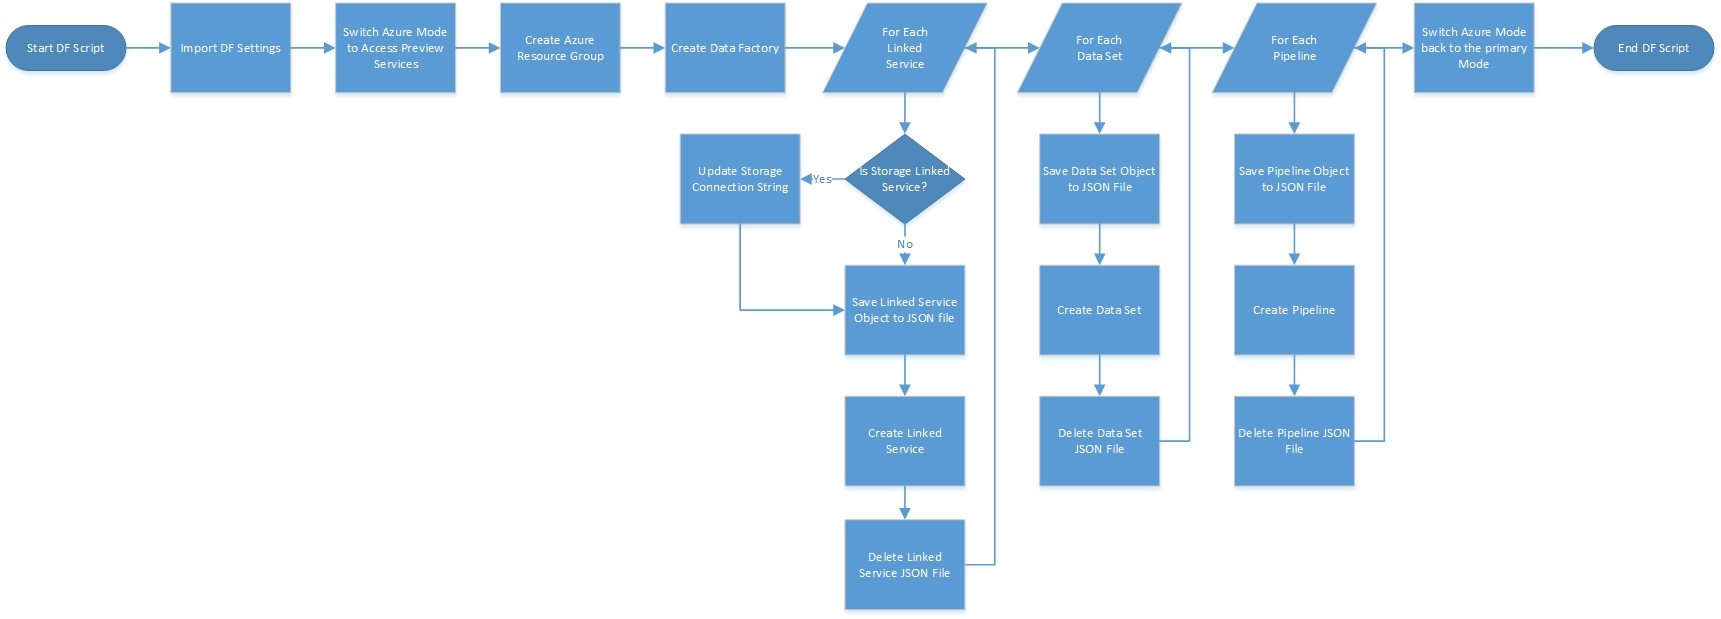 Start DF Script
Import DF Settings
Switch Azure Mode
to Access Preview
Services
Create Azure
Resource Group
Create Data Factory
For Each
Linked
Service
For Each
Data Set
For Each
Pipeline
Switch Azure Mode
back to the primary
Mode
End DF Script
Update Storage
Connection String
Yes
Is Storage Linked
Service?
No
Save Linked Service
Object to JSON file
Create Linked
Service
Delete Linked
Service JSON File
Save Data Set Object
to JSON File
Create Data Set
Delete Data Set
JSON File
Save Pipeline Object
to JSON File
Create Pipeline
Delete Pipeline JSON
File